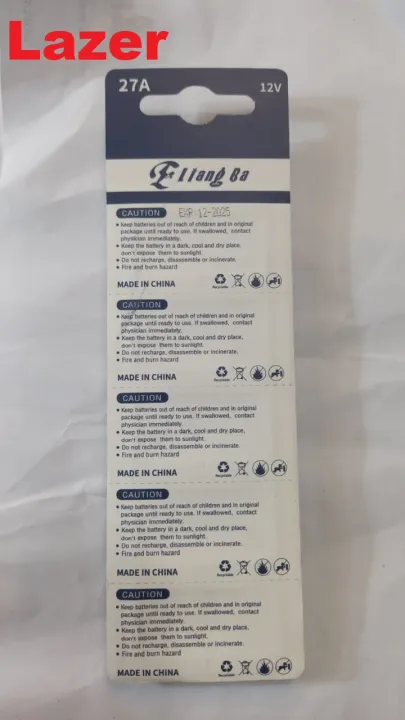 Lazer
27A 12V
Eliang Ba
CAUTION EXP 12-2025
• Keep batteries out of reach of children and in original
package until ready to use. If swallowed, contact
physician immediately.
• Keep the battery in a dark, cool and dry place,
don't expose them to sunlight.
• Do not recharge, disassemble or incinerate.
• Fire and burn hazard
MADE IN CHINA
Recyclable
CAUTION
• Keep batteries out of reach of children and in original
package until ready to use. If swallowed, contact
physician immediately.
• Keep the battery in a dark, cool and dry place,
don't expose them to sunlight.
• Do not recharge, disassemble or incinerate.
• Fire and burn hazard
MADE IN CHINA
Recyclable
CAUTION
• Keep batteries out of reach of children and in original
package until ready to use. If swallowed, contact
physician immediately.
• Keep the battery in a dark, cool and dry place,
don't expose them to sunlight.
• Do not recharge, disassemble or incinerate.
• Fire and burn hazard
MADE IN CHINA
Recyclable
CAUTION
• Keep batteries out of reach of children and in original
package until ready to use. If swallowed, contact
physician immediately.
• Keep the battery in a dark, cool and dry place,
don't expose them to sunlight.
• Do not recharge, disassemble or incinerate.
• Fire and burn hazard
MADE IN CHINA
Recyclable
CAUTION
• Keep batteries out of reach of children and in original
package until ready to use. If swallowed, contact
physician immediately.
• Keep the battery in a dark, cool and dry place,
don't expose them to sunlight.
• Do not recharge, disassemble or incinerate.
• Fire and burn hazard
MADE IN CHINA
Recyclable